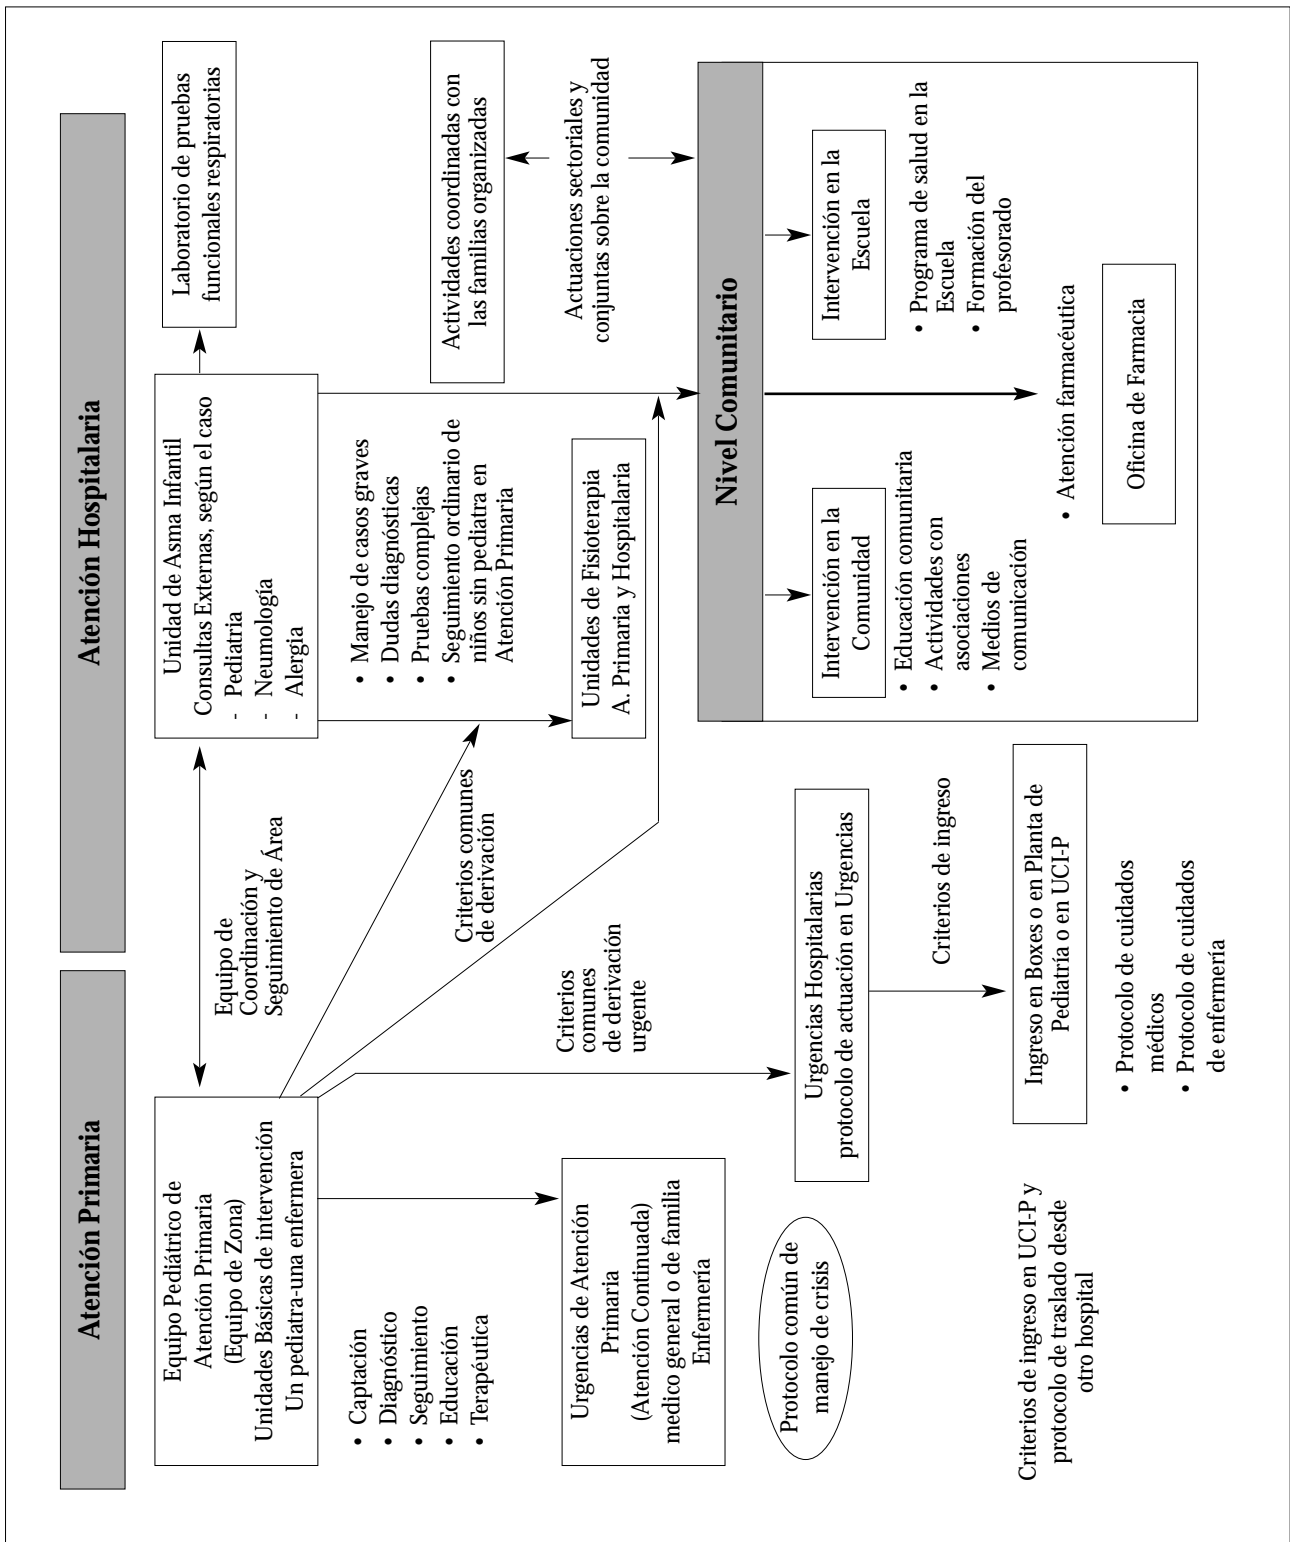 Atención Primaria
Atención Hospitalaria
Equipo Pediátrico de
Atención Primaria
(Equipo de Zona)
Unidades Básicas de intervención
Un pediatra-una enfermera
Equipo de
Coordinación y
Seguimiento de Área
Unidad de Asma Infantil
Consultas Externas, según el caso
- Pediatria
- Neumología
- Alergia
Laboratorio de pruebas
funcionales respiratorias
• Captación
• Diagnóstico
• Seguimiento
• Educación
• Terapéutica
Criterios comunes
de derivación
• Manejo de casos graves
• Dudas diagnósticas
• Pruebas complejas
• Seguimiento ordinario de
niños sin pediatra en
Atención Primaria
Actividades coordinadas con
las familias organizadas
Urgencias de Atención
Primaria
(Atención Continuada)
medico general o de familia
Enfermería
Criterios
comunes
de derivación
urgente
Unidades de Fisioterapia
A. Primaria y Hospitalaria
Actuaciones sectoriales y
conjuntas sobre la comunidad
Protocolo común de
manejo de crisis
Urgencias Hospitalarias
protocolo de actuación en Urgencias
Nivel Comunitario
Intervención en la
Comunidad
• Educación comunitaria
• Actividades con
asociaciones
• Medios de
comunicación
Intervención en la
Escuela
• Programa de salud en la
Escuela
• Formación del
profesorado
Criterios de ingreso
Criterios de ingreso en UCI-P y
protocolo de traslado desde
otro hospital
Ingreso en Boxes o en Planta de
Pediatría o en UCI-P
• Protocolo de cuidados
médicos
• Protocolo de cuidados
de enfermería
• Atención farmacéutica
Oficina de Farmacia